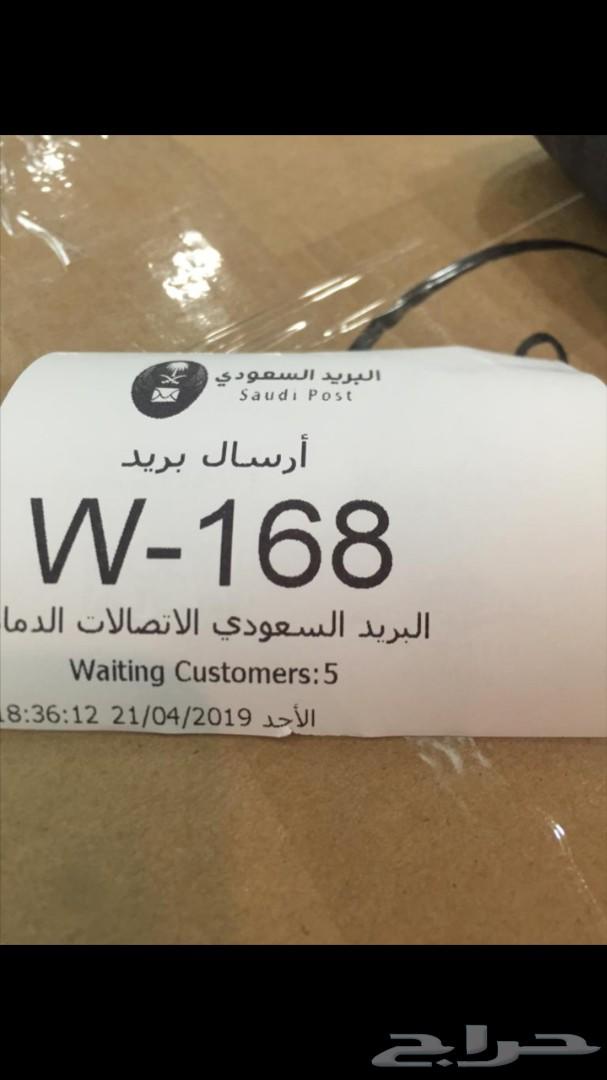 البريد السعودي
Saudi Post
أرسال بريد
W-168
البريد السعودي الاتصالات
Waiting Customers:5
الأحد 21/04/2019 18:36:12
حراج